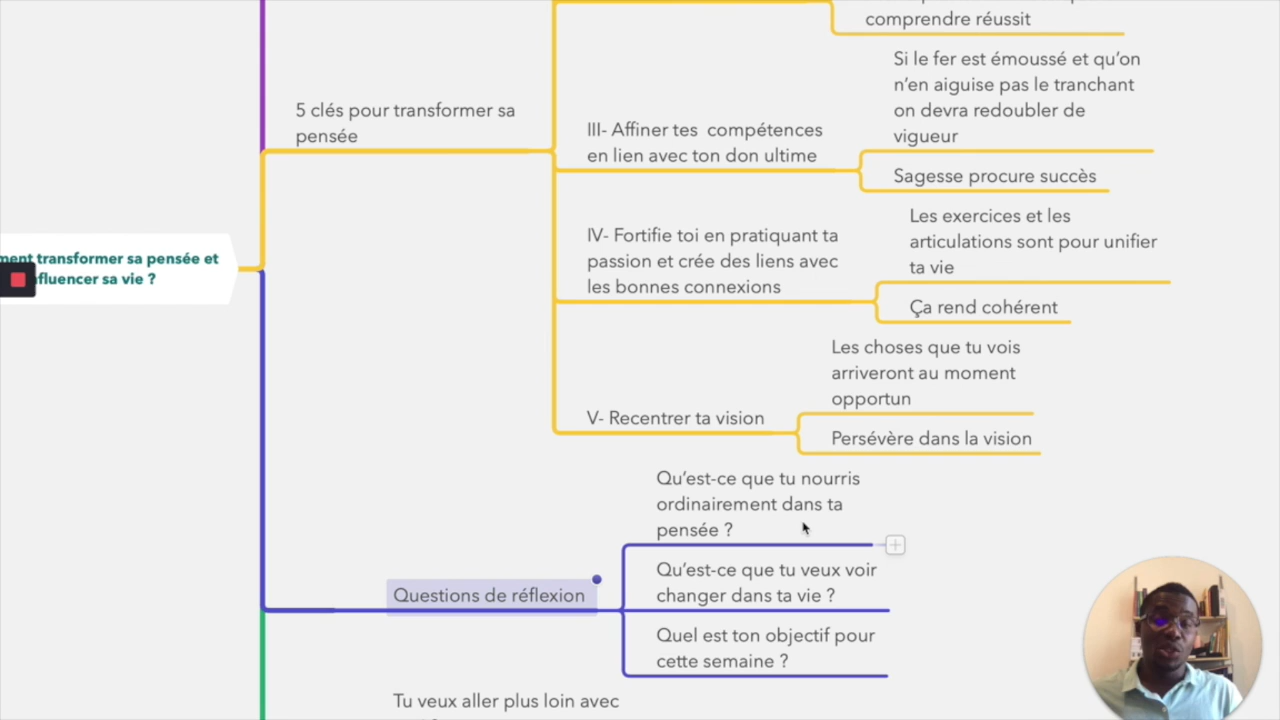 comprendre réussit
5 clés pour transformer sa
pensée
III- Affiner tes compétences
en lien avec ton don ultime
Si le fer est émoussé et qu’on
n’en aiguise pas le tranchant
on devra redoubler de
vigueur
Sagesse procure succès
IV- Fortifie toi en pratiquant ta
passion et crée des liens avec
les bonnes connexions
Les exercices et les
articulations sont pour unifier
ta vie
Ça rend cohérent
transformer sa pensée et
sa vie ?
V- Recentrer ta vision
Les choses que tu vois
arriveront au moment
opportun
Persévère dans la vision
Questions de réflexion
Qu’est-ce que tu nourris
ordinairement dans ta
pensée ?
Qu’est-ce que tu veux voir
changer dans ta vie ?
Quel est ton objectif pour
cette semaine ?
Tu veux aller plus loin avec